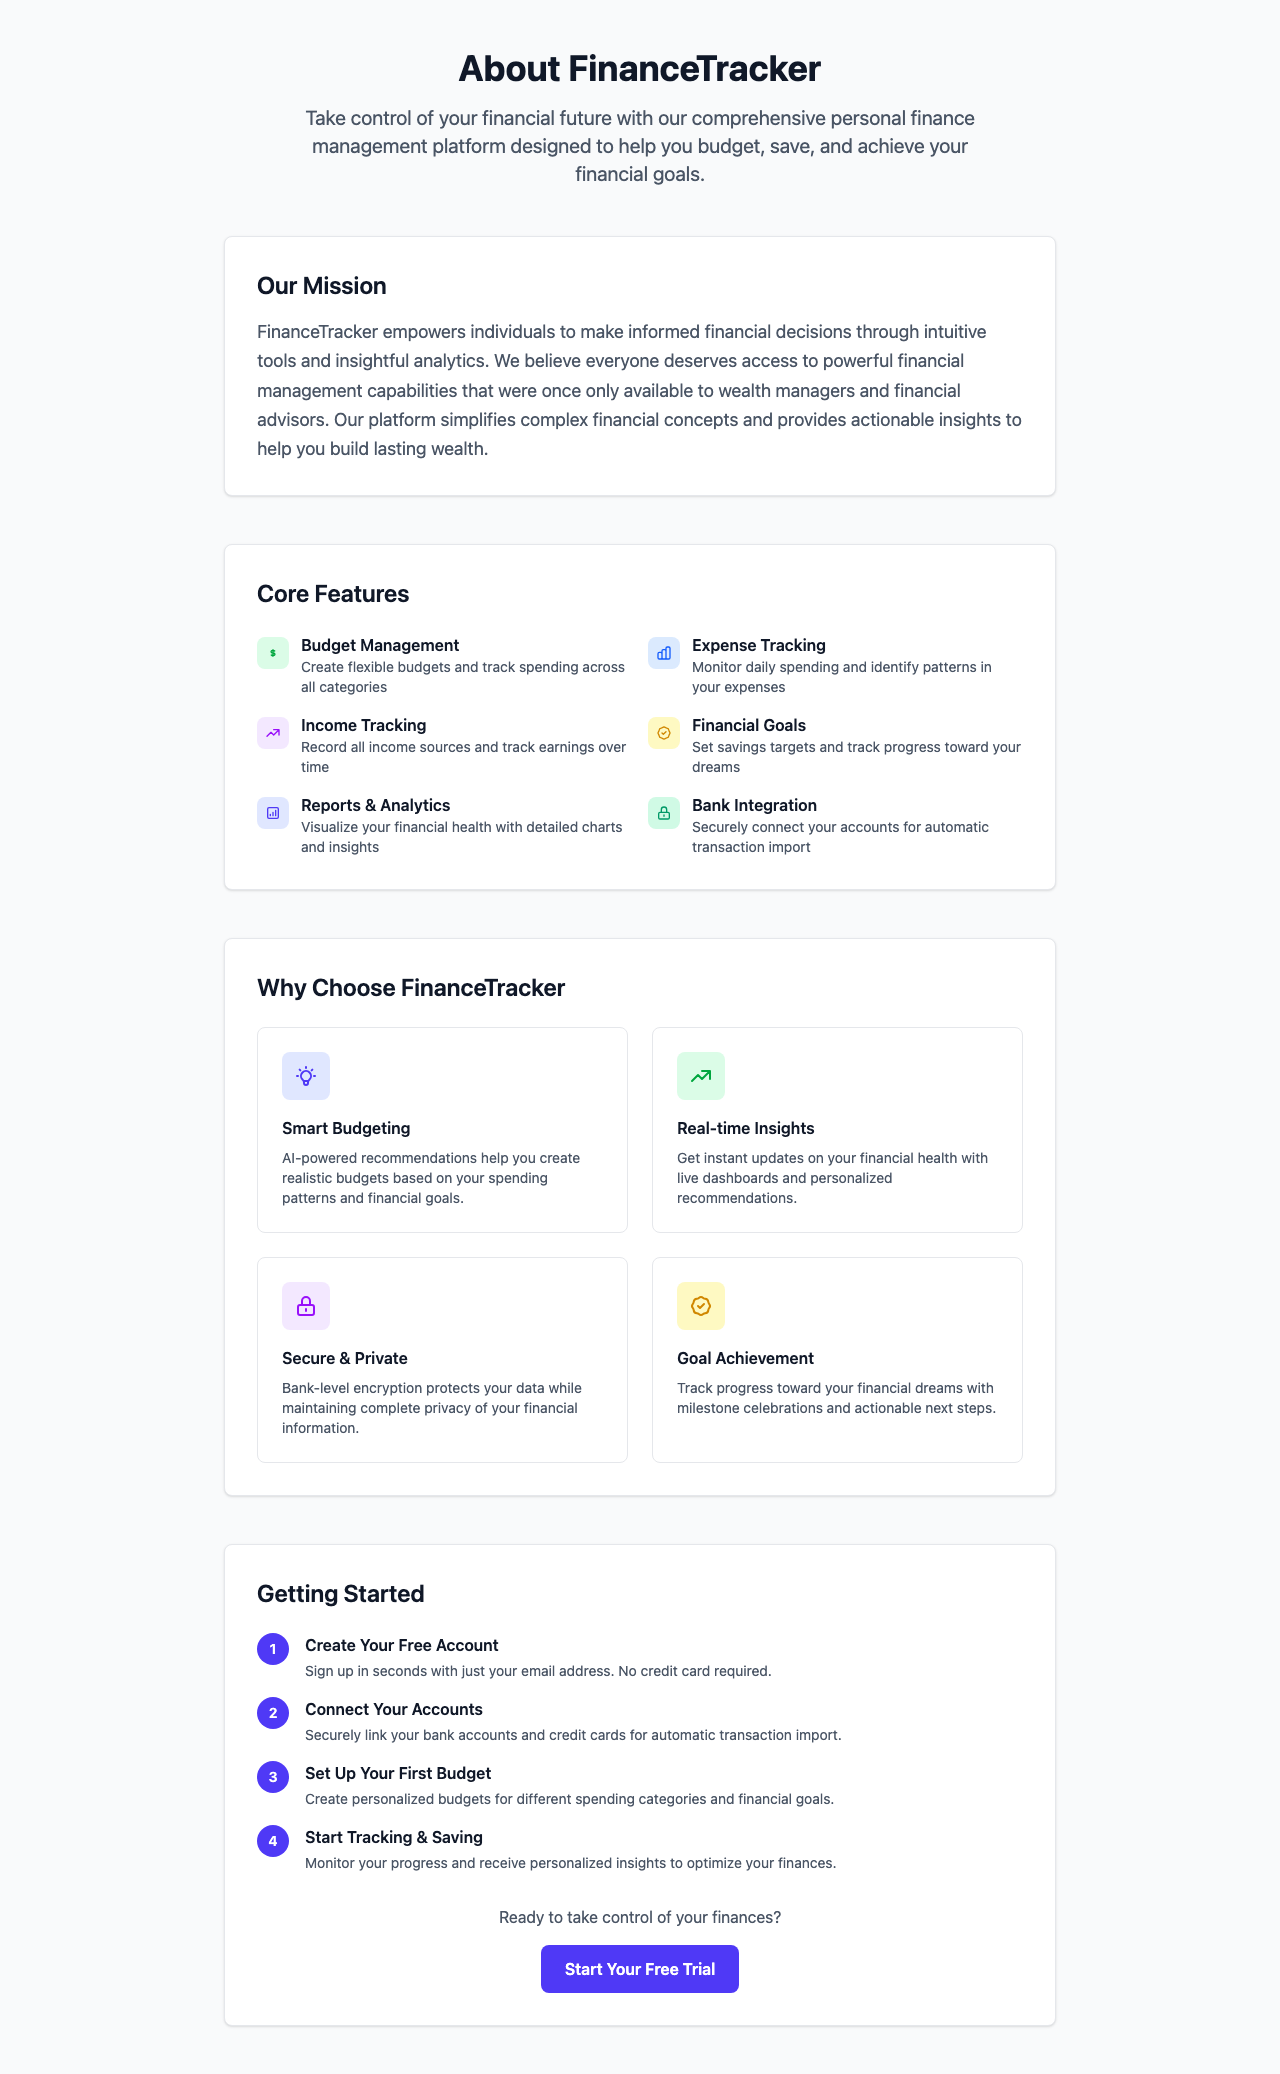 About FinanceTracker
Take control of your financial future with our comprehensive personal finance
management platform designed to help you budget, save, and achieve your
financial goals.
Our Mission
FinanceTracker empowers individuals to make informed financial decisions through intuitive
tools and insightful analytics. We believe everyone deserves access to powerful financial
management capabilities that were once only available to wealth managers and financial
advisors. Our platform simplifies complex financial concepts and provides actionable insights to
help you build lasting wealth.
Core Features
$
Budget Management
Create flexible budgets and track spending across
all categories
Expense Tracking
Monitor daily spending and identify patterns in
your expenses
Income Tracking
Record all income sources and track earnings over
time
Financial Goals
Set savings targets and track progress toward your
dreams
Reports & Analytics
Visualize your financial health with detailed charts
and insights
Bank Integration
Securely connect your accounts for automatic
transaction import
Why Choose FinanceTracker
Smart Budgeting
AI-powered recommendations help you create
realistic budgets based on your spending
patterns and financial goals.
Real-time Insights
Get instant updates on your financial health with
live dashboards and personalized
recommendations.
Secure & Private
Bank-level encryption protects your data while
maintaining complete privacy of your financial
information.
Goal Achievement
Track progress toward your financial dreams with
milestone celebrations and actionable next steps.
Getting Started
1 Create Your Free Account
Sign up in seconds with just your email address. No credit card required.
2 Connect Your Accounts
Securely link your bank accounts and credit cards for automatic transaction import.
3 Set Up Your First Budget
Create personalized budgets for different spending categories and financial goals.
4 Start Tracking & Saving
Monitor your progress and receive personalized insights to optimize your finances.
Ready to take control of your finances?
Start Your Free Trial